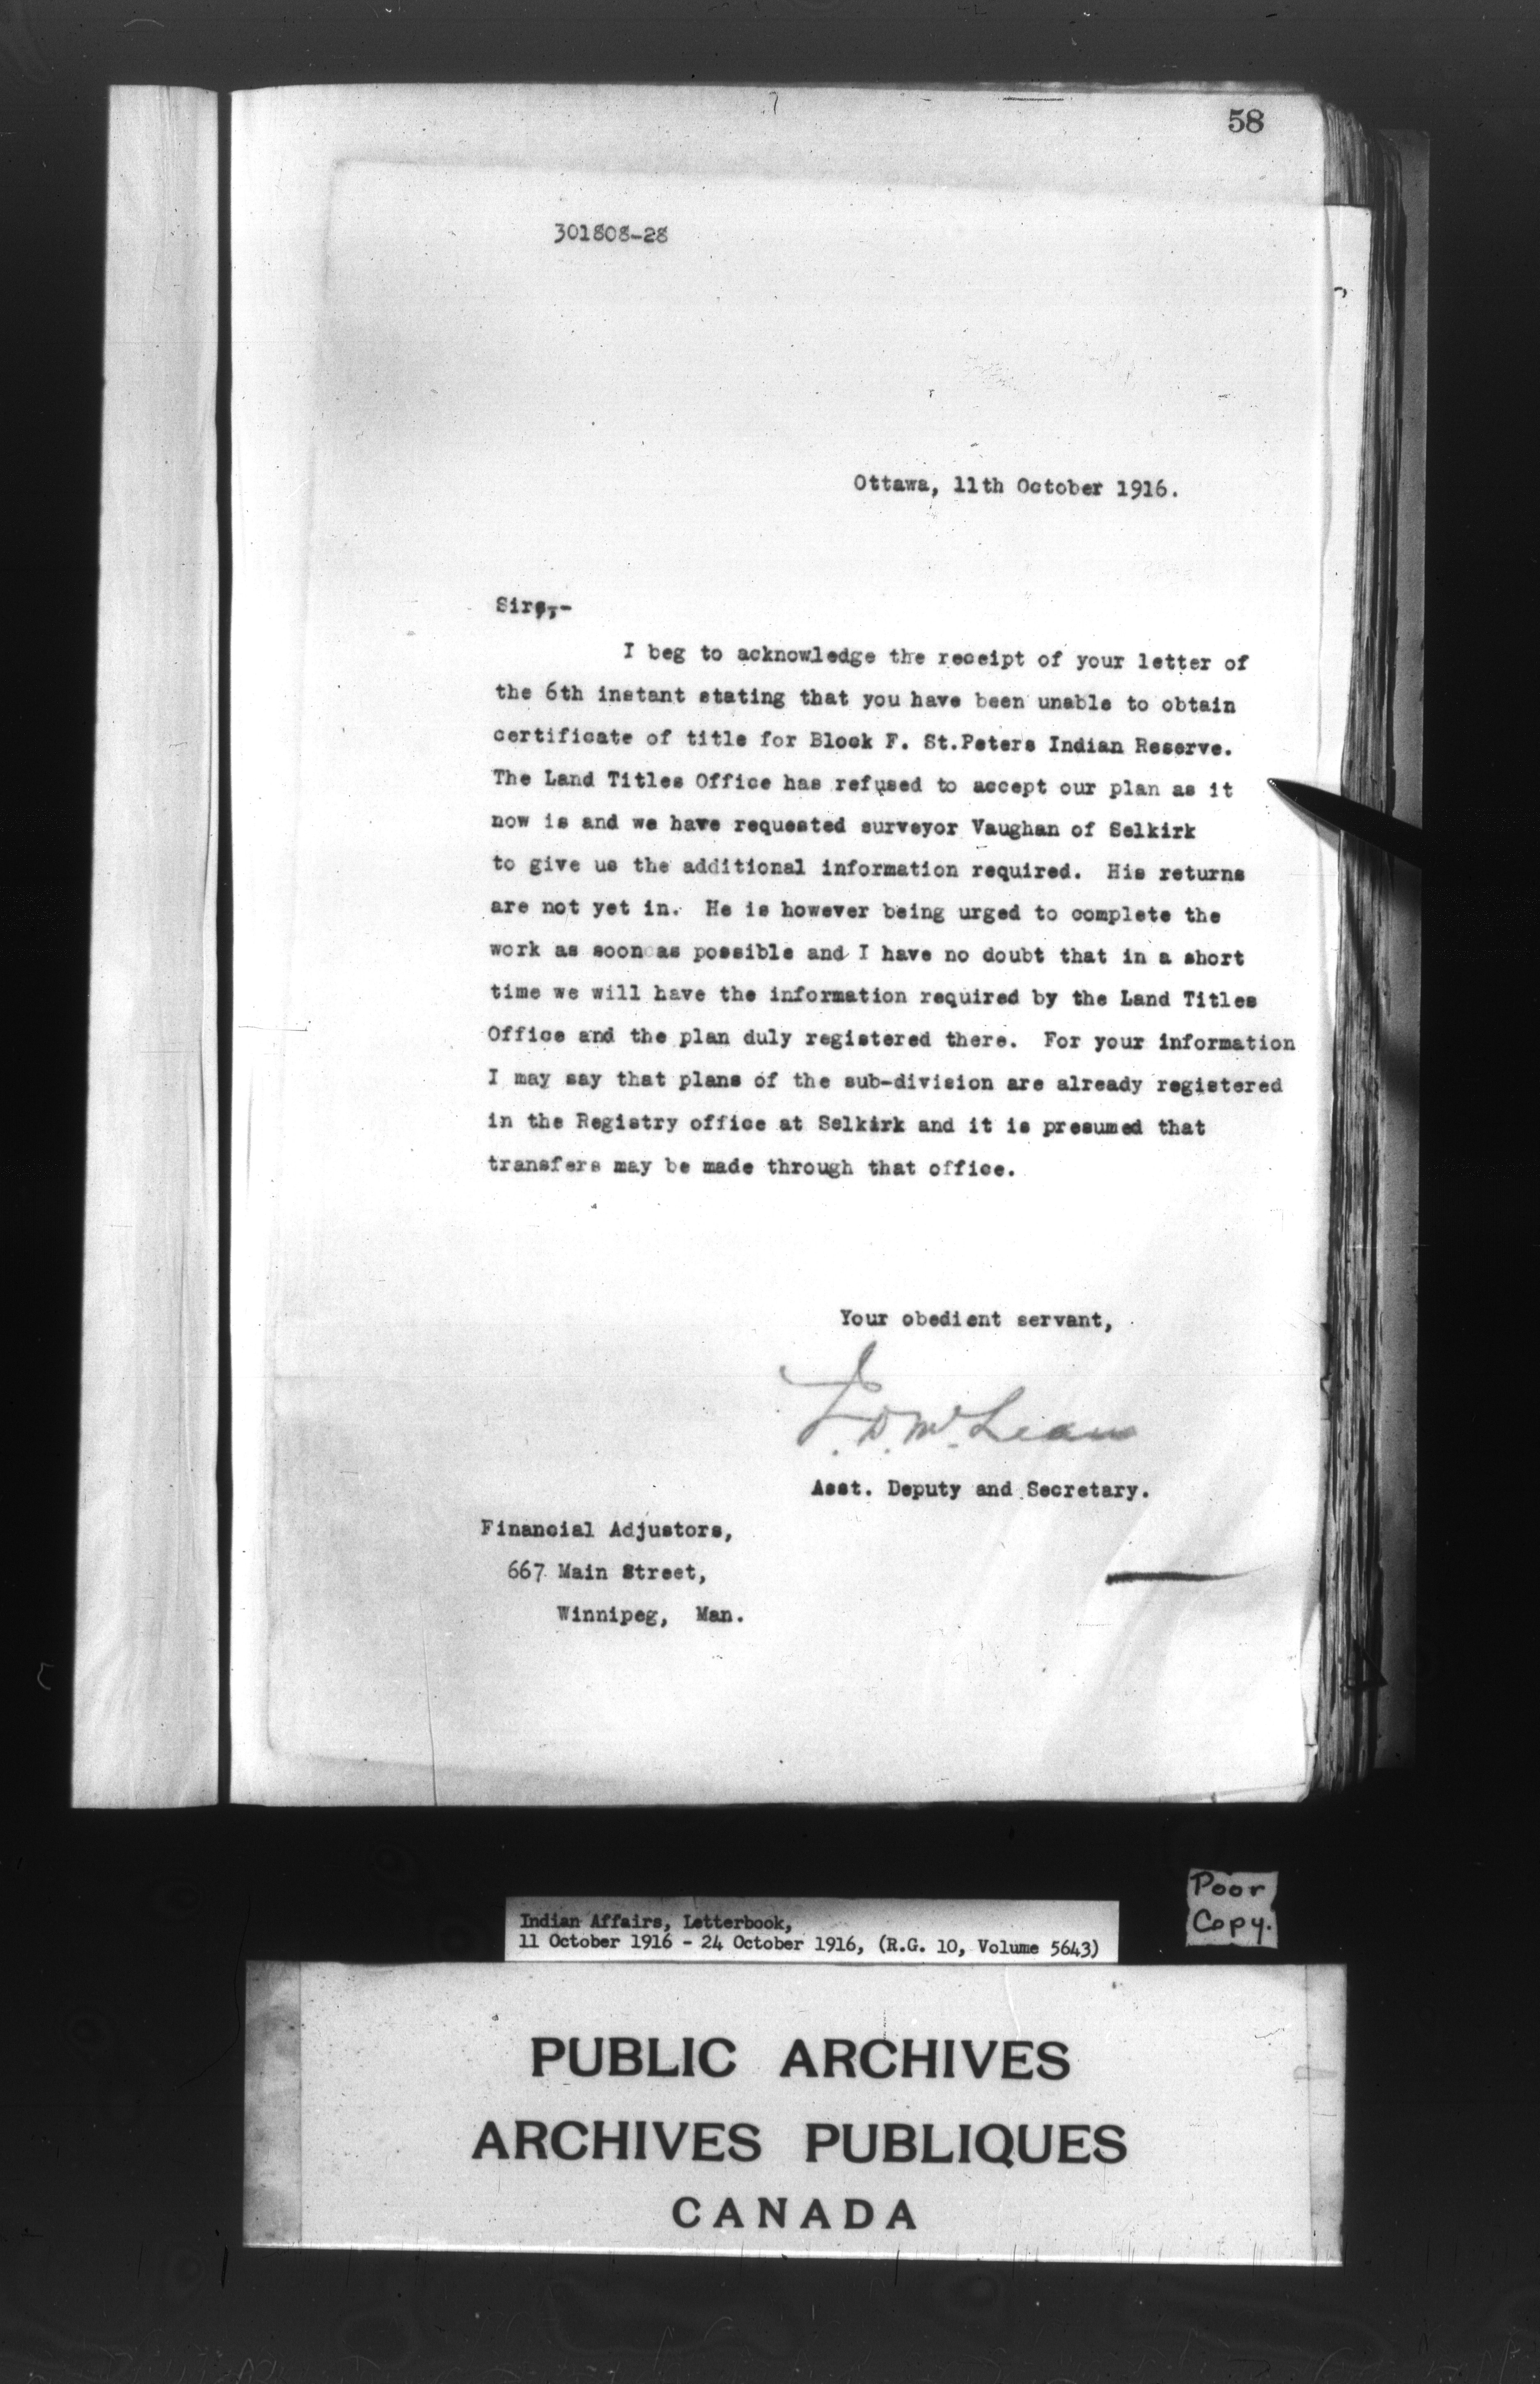 58
301808-28
Ottawa, 11th October 1916.
Sirs,-
I beg to acknowledge the receipt of your letter of
the 6th instant stating that you have been unable to obtain
certificate of title for Block F. St.Peters Indian Reserve.
The Land Titles Office has refused to accept our plan as it
now is and we have requested surveyor Vaughan of Selkirk
to give us the additional information required. His returns
are not yet in. He is however being urged to complete the
work as soon as possible and I have no doubt that in a short
time we will have the information required by the Land Titles
Office and the plan duly registered there. For your information
I may say that plans of the sub-division are already registered
in the Registry office at Selkirk and it is presumed that
transfers may be made through that office.
Your obedient servant,
J. D. McLean
Asst. Deputy and Secretary.
Financial Adjustors,
667 Main Street,
Winnipeg, Man.
Poor
Copy.
Indian Affairs, Letterbook,
11 October 1916 - 24 October 1916, (R.G. 10, Volume 5643)
PUBLIC ARCHIVES
ARCHIVES PUBLIQUES
CANADA